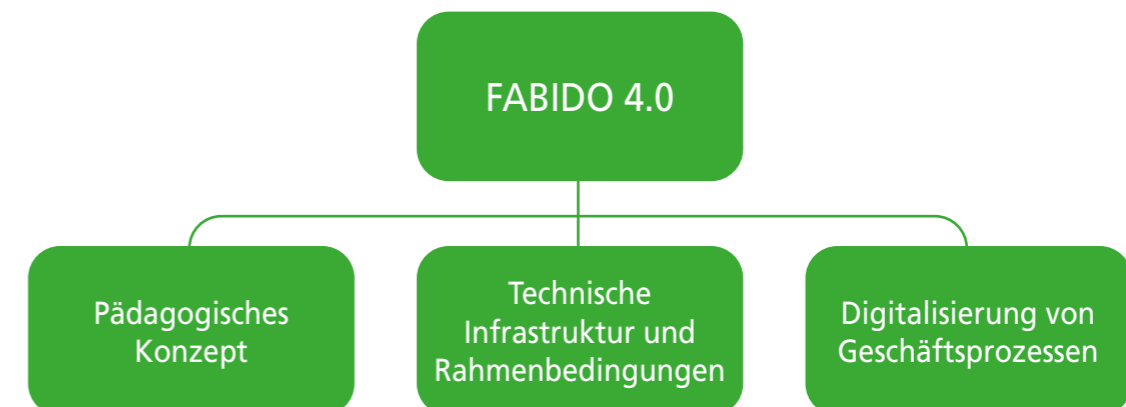 FABIDO 4.0
Pädagogisches
Konzept
Technische
Infrastruktur und
Rahmenbedingungen
Digitalisierung von
Geschäftsprozessen